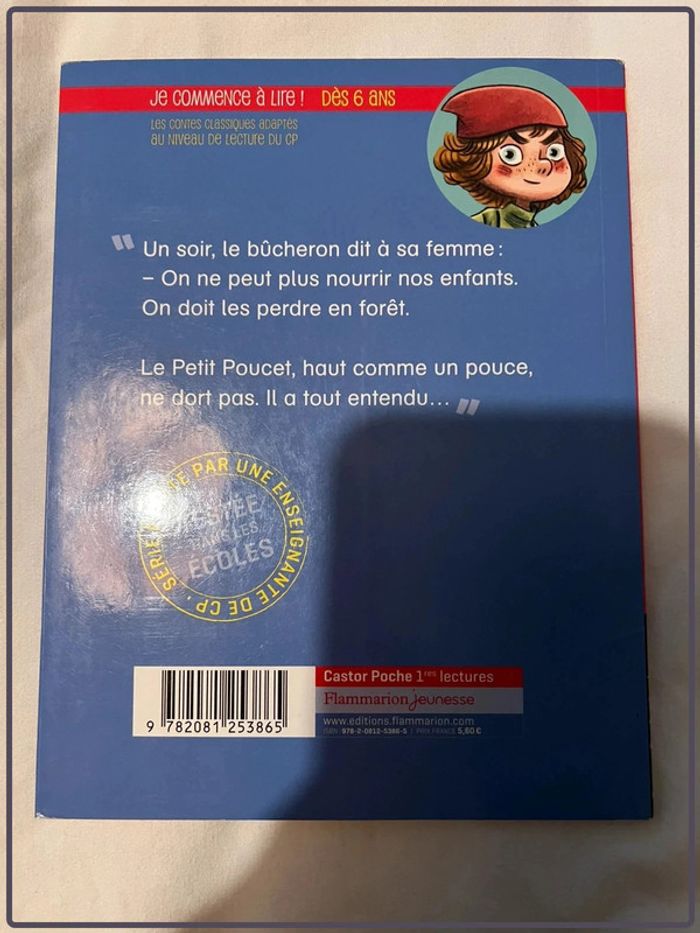 JE COMMENCE À LIRE ! DÈS 6 ANS
LES CONTES CLASSIQUES ADAPTÉS
AU NIVEAU DE LECTURE DU CP
" Un soir, le bûcheron dit à sa femme :
– On ne peut plus nourrir nos enfants.
On doit les perdre en forêt.
Le Petit Poucet, haut comme un pouce,
ne dort pas. Il a tout entendu... "
SÉRIE PAR UNE ENSEIGNANTE DE CP ·
TESTÉE
DANS LES
ÉCOLES
9 782081 253865
Castor Poche 1res lectures
Flammarion jeunesse
www.editions.flammarion.com
ISBN : 978-2-0812-5386-5 | PRIX FRANCE 5,60 €